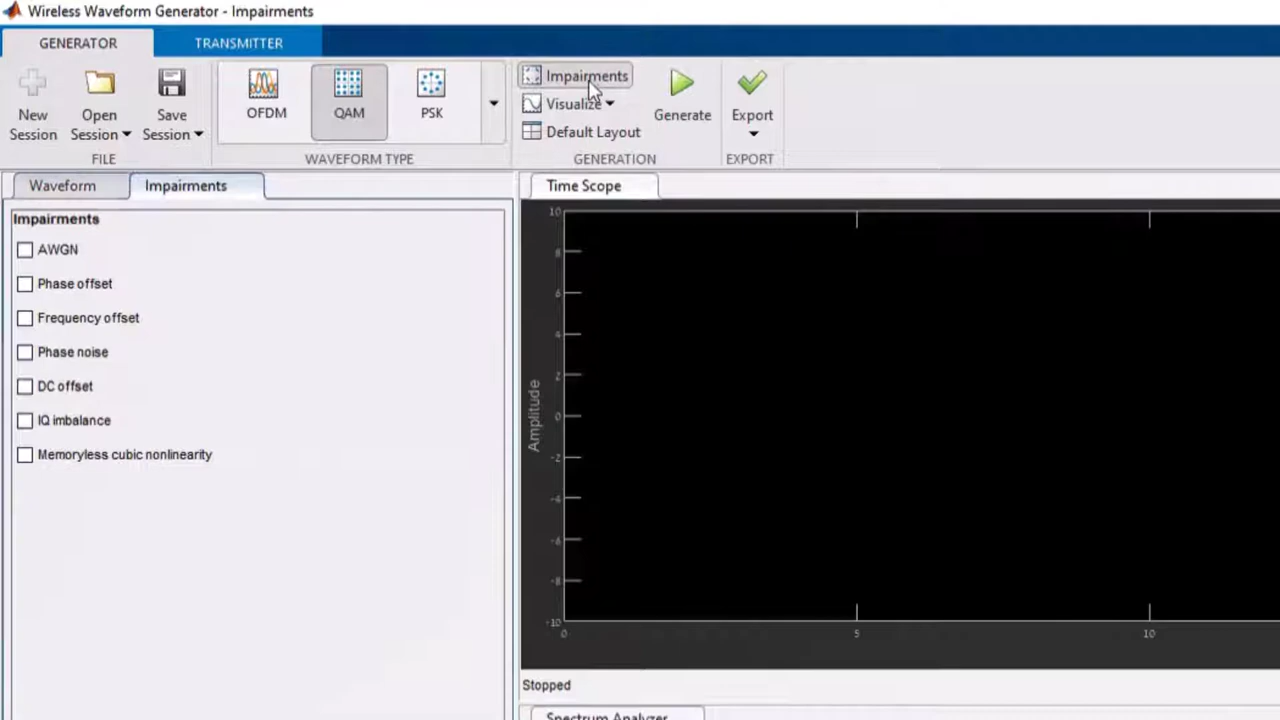 Wireless Waveform Generator - Impairments
GENERATOR
TRANSMITTER
New Session
Open Session
Save Session
FILE
OFDM
QAM
PSK
WAVEFORM TYPE
Impairments
Visualize
Default Layout
Generate
GENERATION
Export
EXPORT
Waveform
Impairments
Impairments
AWGN
Phase offset
Frequency offset
Phase noise
DC offset
IQ imbalance
Memoryless cubic nonlinearity
Time Scope
Amplitude
10
8
6
4
2
0
-2
-4
-6
-8
-10
0
5
10
Stopped
Spectrum Analyzer